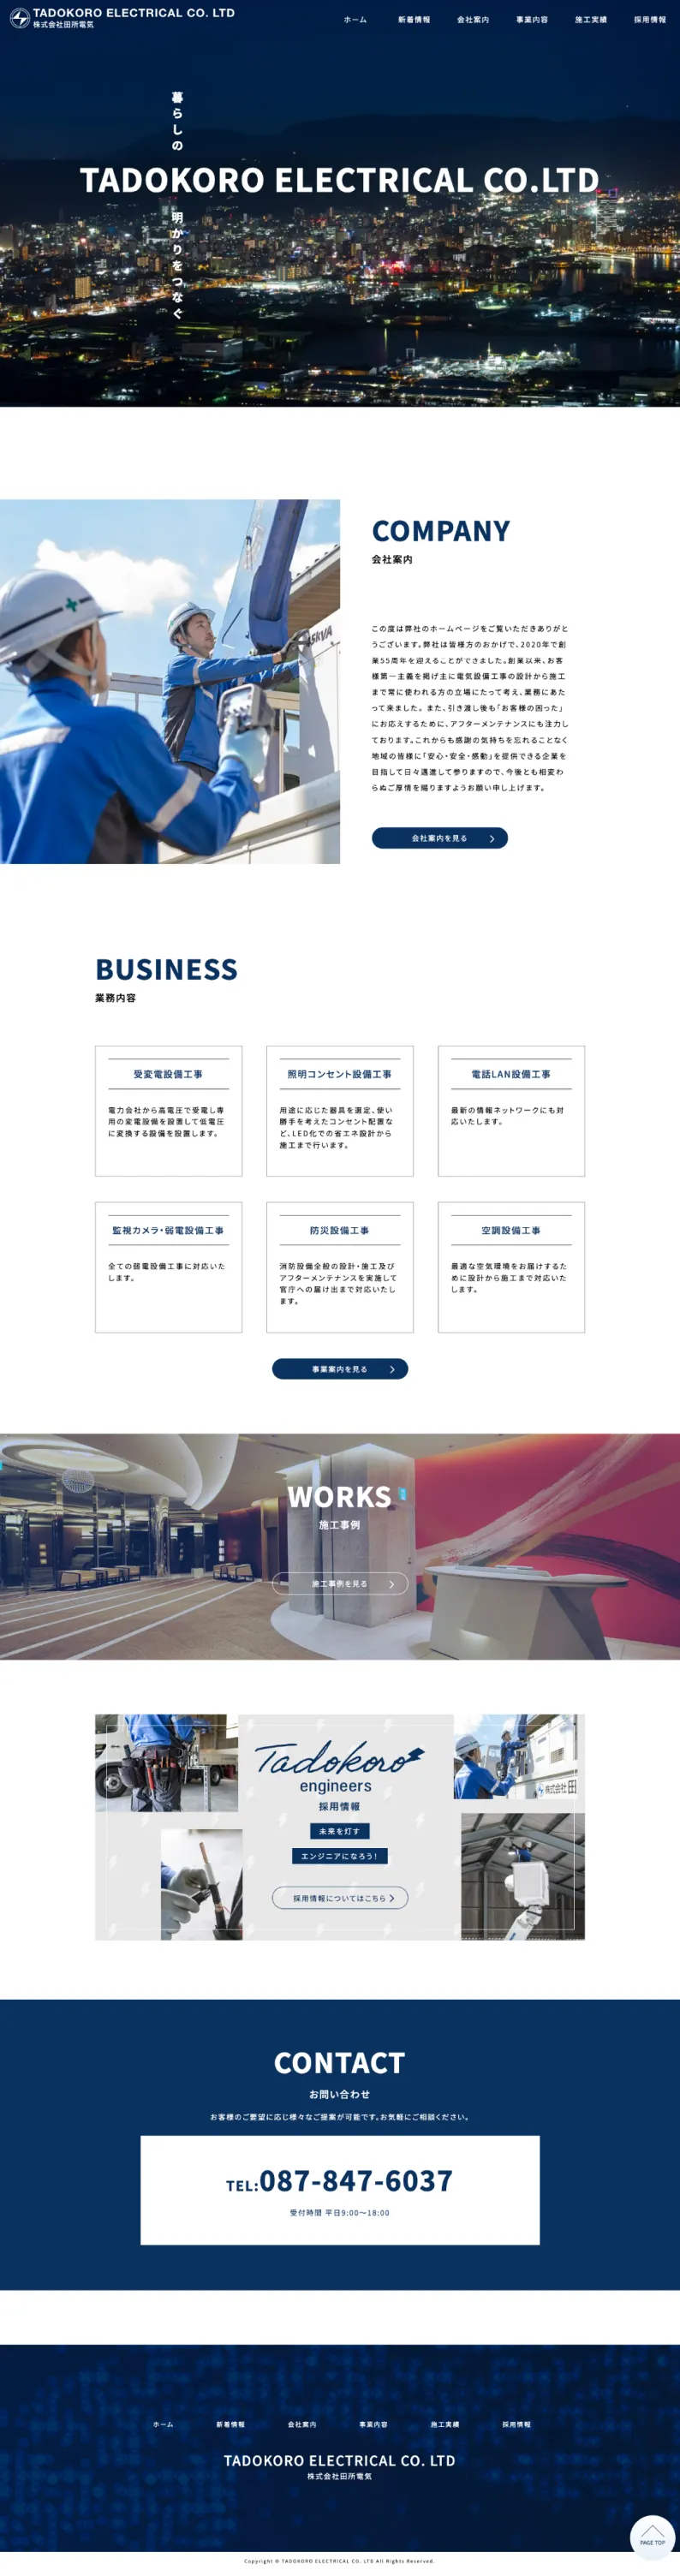 TADOKORO ELECTRICAL CO. LTD
株式会社田所電気
ホーム
新着情報
会社案内
事業内容
施工実績
採用情報
暮らしの 明かりをつなぐ
TADOKORO ELECTRICAL CO.LTD
COMPANY
会社案内
この度は弊社のホームページをご覧いただきありがと
うございます。弊社は皆様方のおかげで、2020年で創
業55周年を迎えることができました。創業以来、お客
様第一主義を掲げ主に電気設備工事の設計から施工
まで常に使われる方の立場にたって考え、業務にあた
って来ました。また、引き渡し後も「お客様の困った」
にお応えするために、アフターメンテナンスにも注力し
ております。これからも感謝の気持ちを忘れることなく
地域の皆様に「安心・安全・感動」を提供できる企業を
目指して日々邁進して参りますので、今後とも相変わ
らぬご厚情を賜りますようお願い申し上げます。
会社案内を見る
BUSINESS
業務内容
受変電設備工事
電力会社から高電圧で受電し専
用の変電設備を設置して低電圧
に変換する設備を設置します。
照明コンセント設備工事
用途に応じた器具を選定、使い
勝手を考えたコンセント配置な
ど、LED化での省エネ設計から
施工まで行います。
電話LAN設備工事
最新の情報ネットワークにも対
応いたします。
監視カメラ・弱電設備工事
全ての弱電設備工事に対応いた
します。
防災設備工事
消防設備全般の設計・施工及び
アフターメンテナンスを実施して
官庁への届け出まで対応いたし
ます。
空調設備工事
最適な空気環境をお届けするた
めに設計から施工まで対応いた
します。
事業案内を見る
WORKS
施工事例
施工事例を見る
Tadokoro
engineers
採用情報
未来を灯す
エンジニアになろう!
採用情報についてはこちら
株式会社田
CONTACT
お問い合わせ
お客様のご要望に応じ様々なご提案が可能です。お気軽にご相談ください。
TEL:087-847-6037
受付時間 平日9:00〜18:00
ホーム
新着情報
会社案内
事業内容
施工実績
採用情報
TADOKORO ELECTRICAL CO. LTD
株式会社田所電気
PAGE TOP
Copyright © TADOKORO ELECTRICAL CO. LTD All Rights Reserved.